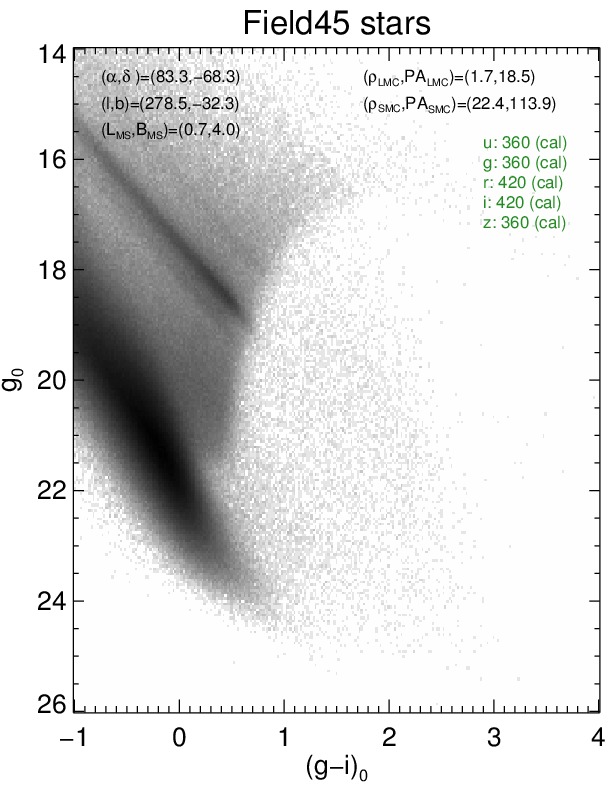 Field45 stars
(α,δ )=(83.3,−68.3)
(ρLMC,PALMC)=(1.7,18.5)
(l,b)=(278.5,−32.3)
(ρSMC,PASMC)=(22.4,113.9)
(LMS,BMS)=(0.7,4.0)
u: 360 (cal)
g: 360 (cal)
r: 420 (cal)
i: 420 (cal)
z: 360 (cal)
14
16
18
20
22
24
26
g0
−1 0 1 2 3 4
(g−i)0